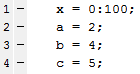 1 - x = 0:100;
2 - a = 2;
3 - b = 4;
4 - c = 5;